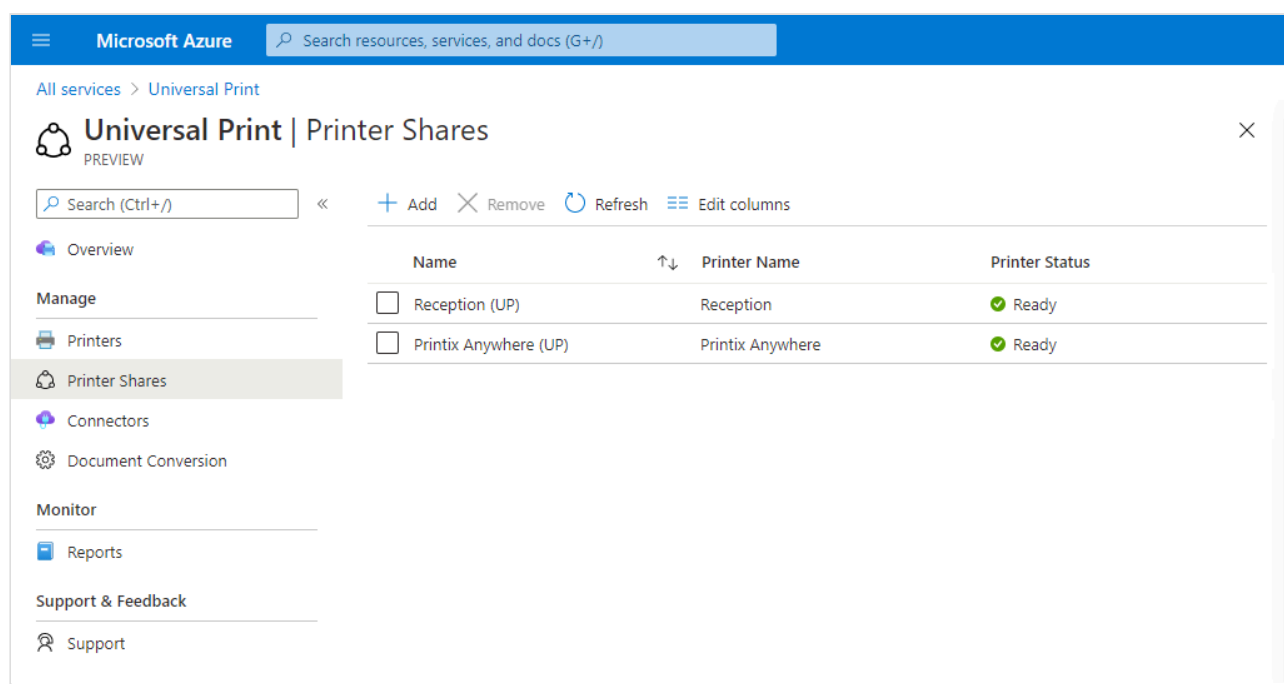 Microsoft Azure
Search resources, services, and docs (G+/)
All services > Universal Print
Universal Print | Printer Shares
PREVIEW
Search (Ctrl+/)
«
Add
Remove
Refresh
Edit columns
Overview
Manage
Printers
Printer Shares
Connectors
Document Conversion
Monitor
Reports
Support & Feedback
Support
Name Printer Name Printer Status
Reception (UP) Reception Ready
Printix Anywhere (UP) Printix Anywhere Ready